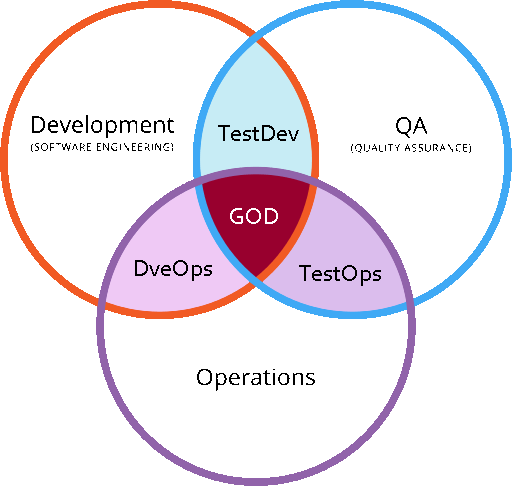 Development
(SOFTWARE ENGINEERING)
TestDev
QA
(QUALITY ASSURANCE)
GOD
DveOps
TestOps
Operations